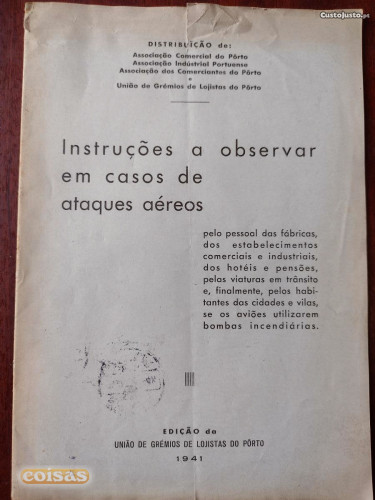 CustoJusto.pt
DISTRIBUIÇÃO de:
Associação Comercial do Pôrto
Associação Indústrial Portuense
Associação dos Comerciantes do Pôrto
e
União de Grémios de Lojistas do Pôrto
Instruções a observar
em casos de
ataques aéreos
pelo pessoal das fábricas,
dos estabelecimentos
comerciais e industriais,
dos hotéis e pensões,
pelas viaturas em trânsito
e, finalmente, pelos habi-
tantes das cidades e vilas,
se os aviões utilizarem
bombas incendiárias.
EDIÇÃO da
UNIÃO DE GRÉMIOS DE LOJISTAS DO PÔRTO
1941
coisas